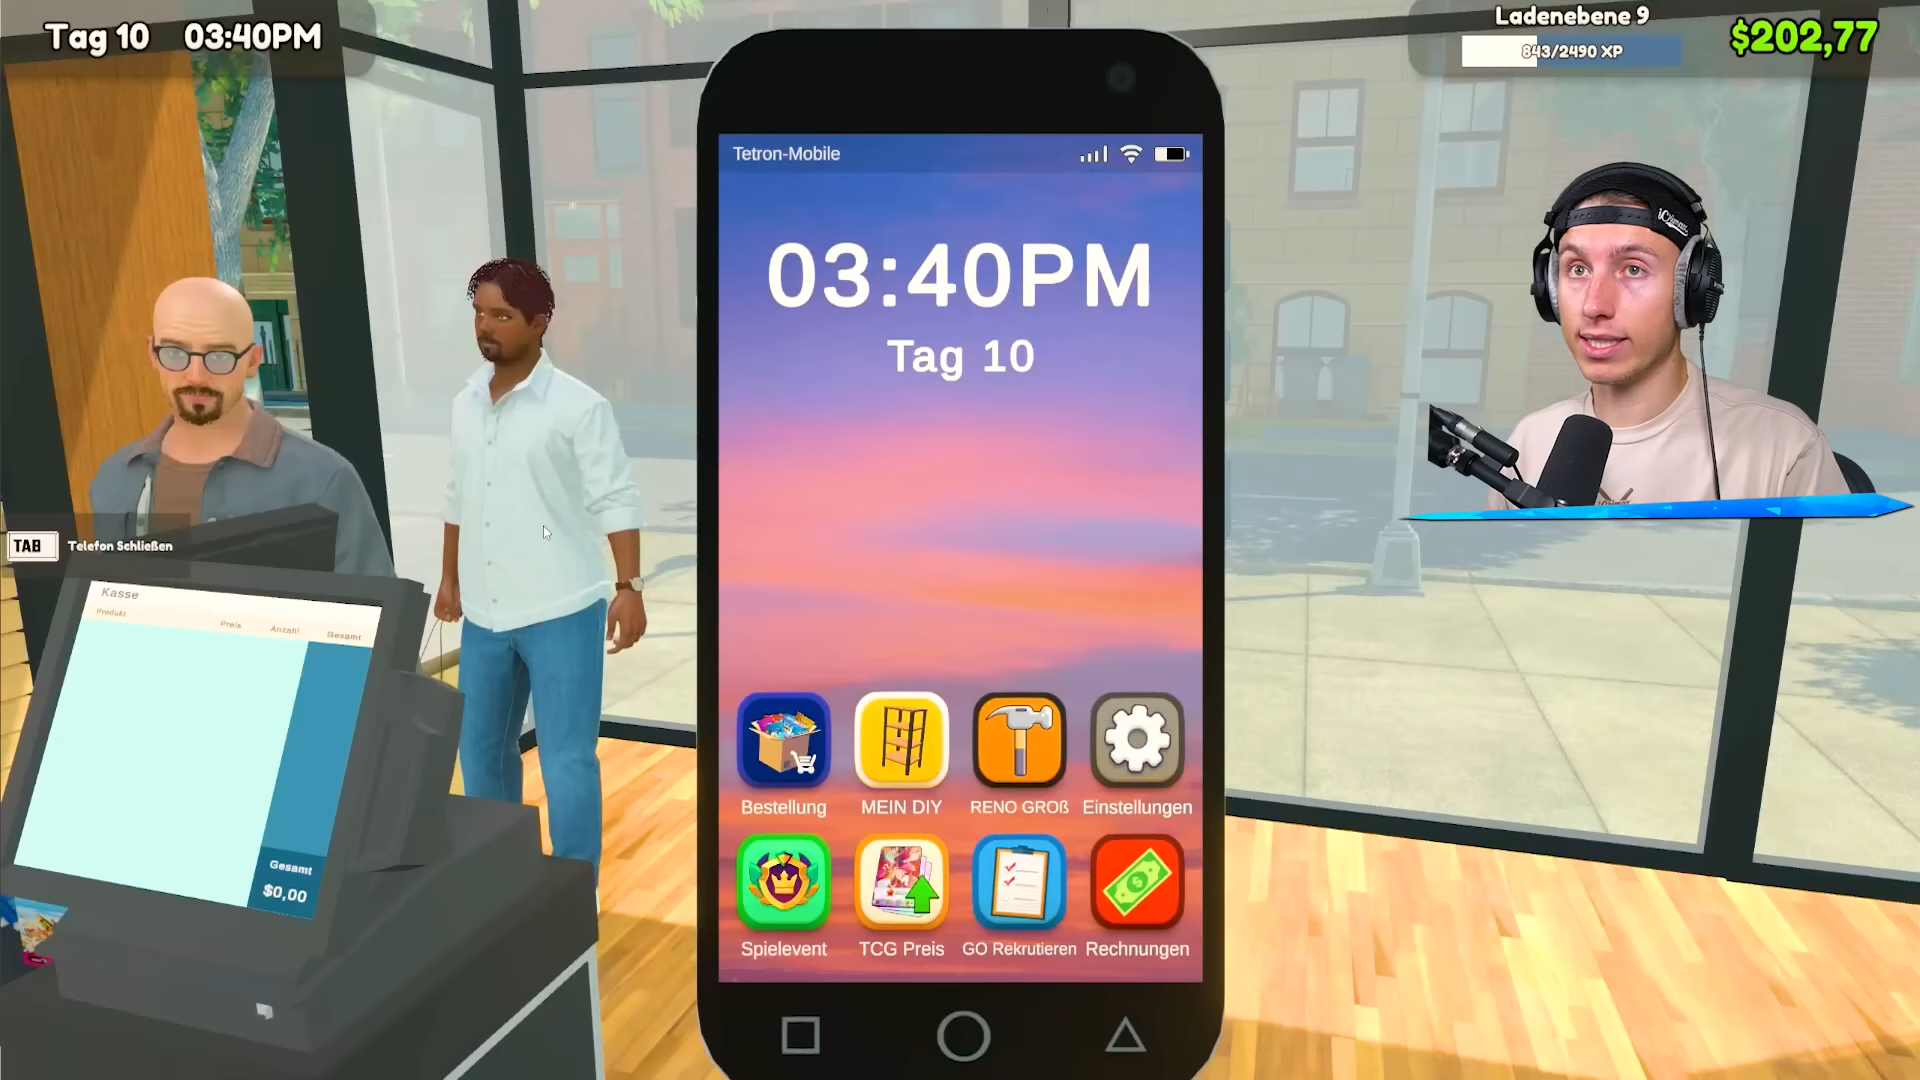 Tag 10 03:40PM
Ladenebene 9
843/2490 XP
$202,77
Tetron-Mobile
03:40PM
Tag 10
TAB Telefon Schließen
Kasse
Produkt Preis Anzahl Gesamt
Gesamt
$0,00
Bestellung MEIN DIY RENO GROß Einstellungen
Spielevent TCG Preis GO Rekrutieren Rechnungen